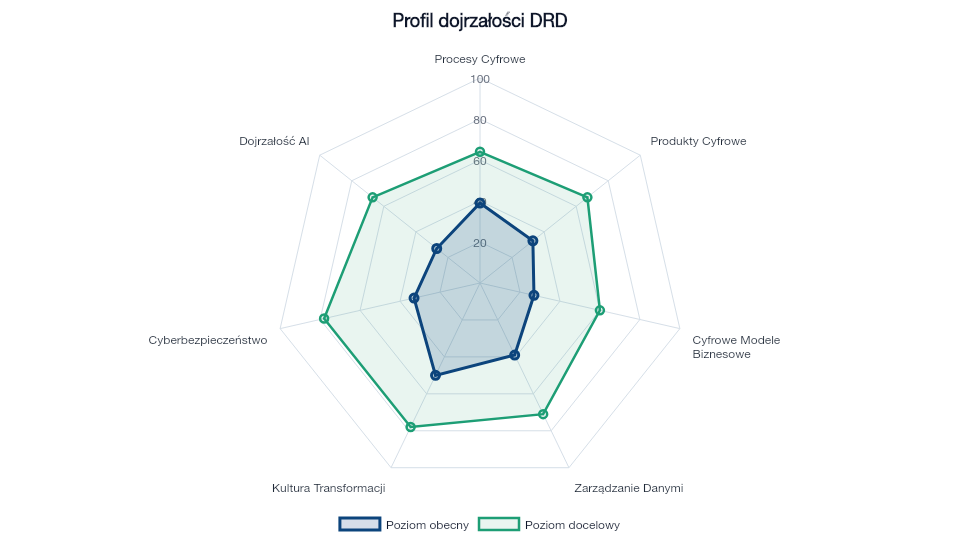 Profil dojrzałości DRD
Procesy Cyfrowe
100
80
60
20
Dojrzałość AI
Produkty Cyfrowe
Cyberbezpieczeństwo
Cyfrowe Modele
Biznesowe
Kultura Transformacji
Zarządzanie Danymi
Poziom obecny
Poziom docelowy